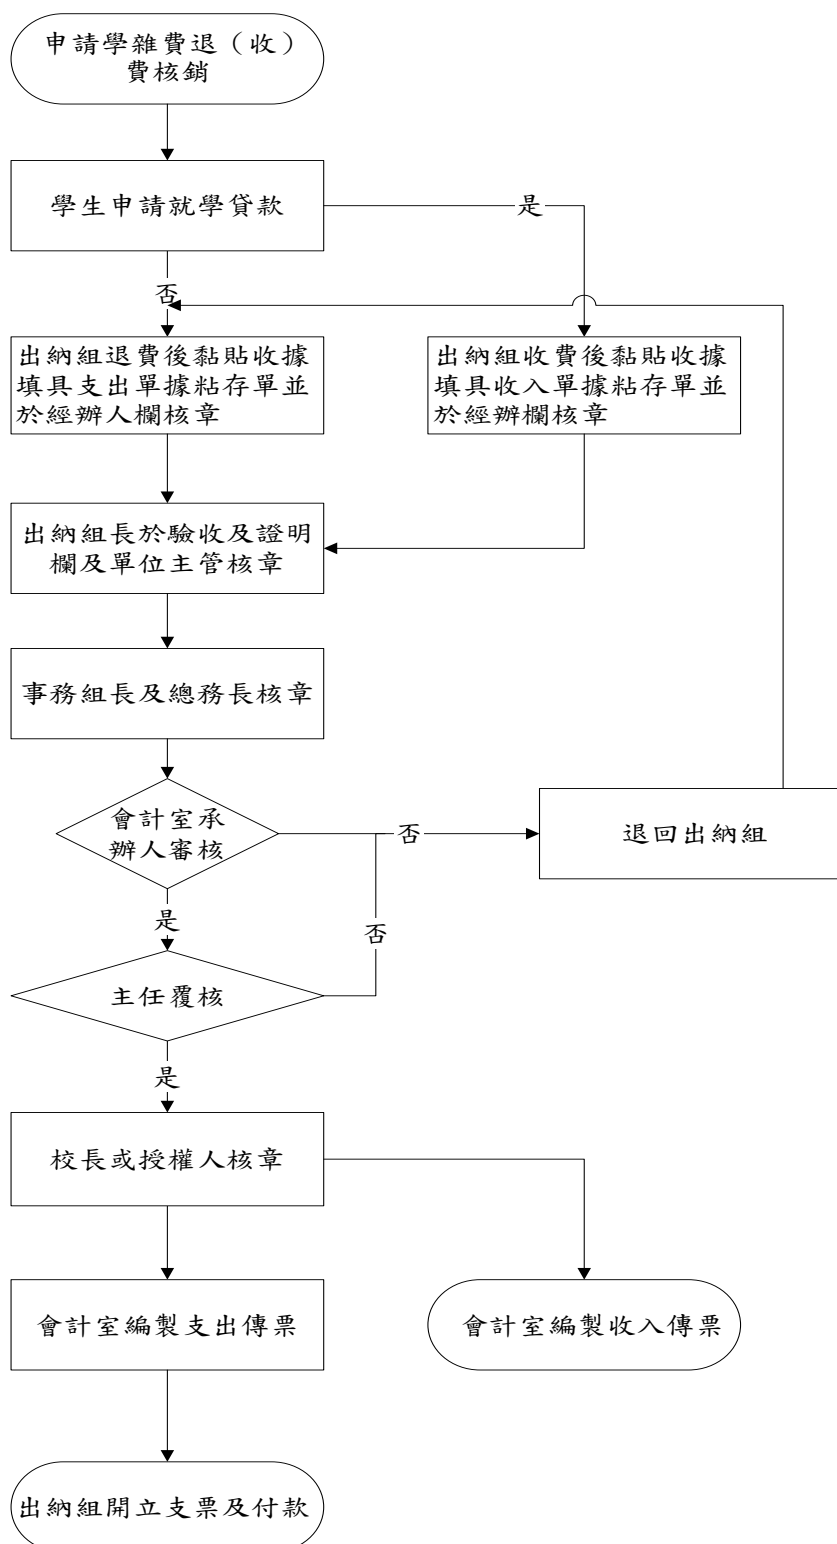 申請學雜費退（收）
費核銷
學生申請就學貸款
是
否
出納組退費後黏貼收據
填具支出單據粘存單並
於經辦人欄核章
出納組收費後黏貼收據
填具收入單據粘存單並
於經辦欄核章
出納組長於驗收及證明
欄及單位主管核章
事務組長及總務長核章
會計室承
辦人審核
否
退回出納組
是
否
主任覆核
是
校長或授權人核章
會計室編製支出傳票
會計室編製收入傳票
出納組開立支票及付款